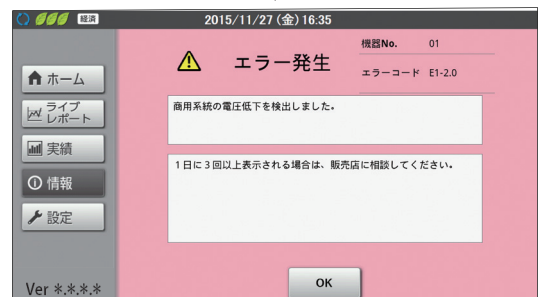 経済
2015/11/27 (金) 16:35
機器No. 01
エラー発生
エラーコード E1-2.0
ホーム
ライブ
レポート
実績
情報
設定
商用系統の電圧低下を検出しました。
1日に3回以上表示される場合は、販売店に相談してください。
OK
Ver *.*.*.*